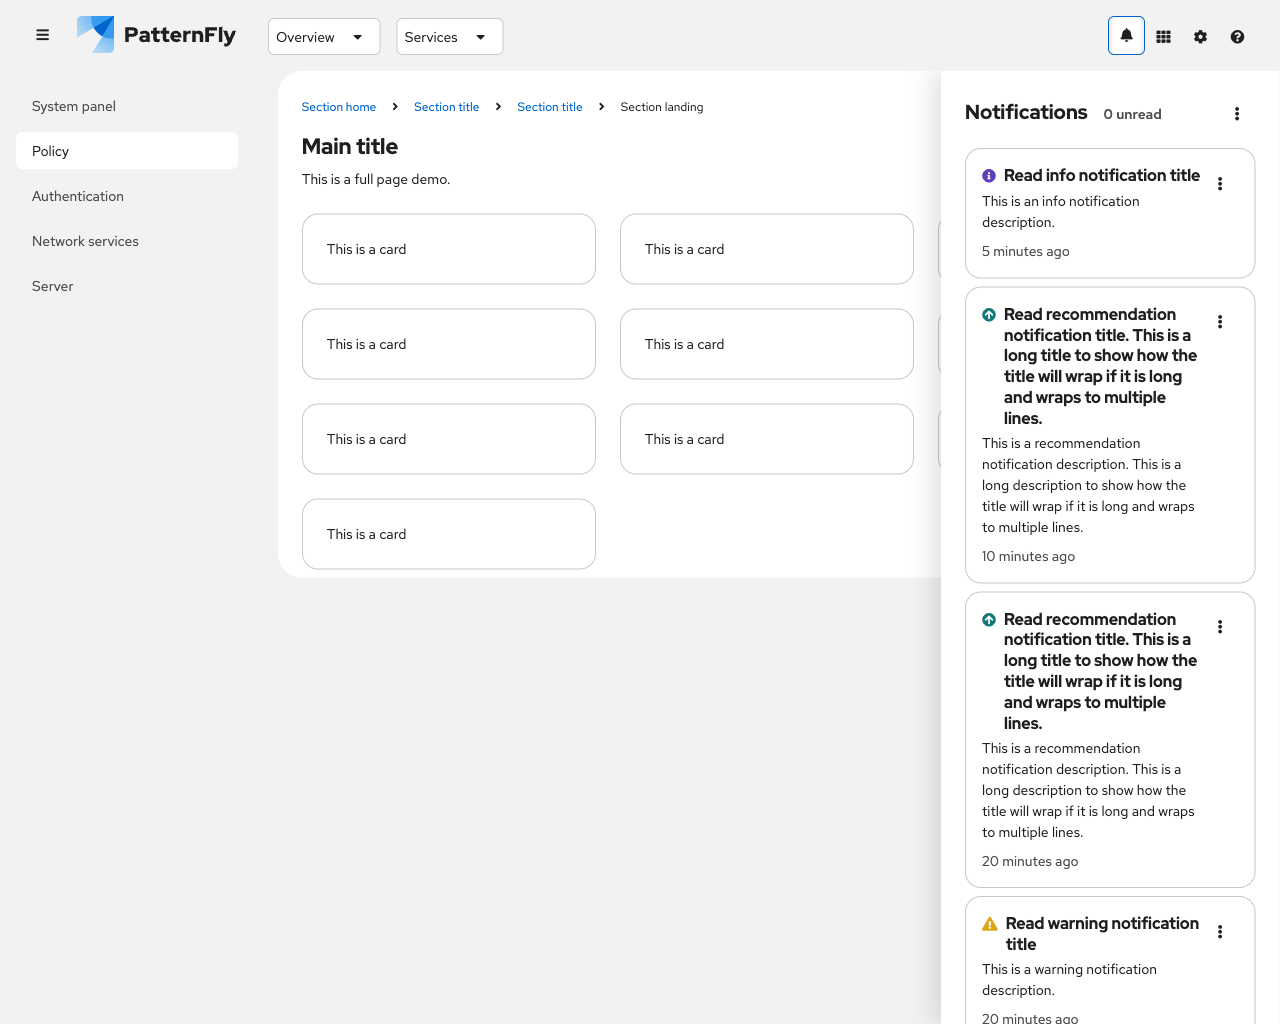 PatternFly
Overview
Services
System panel
Policy
Authentication
Network services
Server
Section home
Section title
Section title
Section landing
Main title
This is a full page demo.
This is a card
This is a card
This is a card
This is a card
This is a card
This is a card
This is a card
Notifications
0 unread
Read info notification title
This is an info notification
description.
5 minutes ago
Read recommendation
notification title. This is a
long title to show how the
title will wrap if it is long
and wraps to multiple
lines.
This is a recommendation
notification description. This is a
long description to show how the
title will wrap if it is long and wraps
to multiple lines.
10 minutes ago
Read recommendation
notification title. This is a
long title to show how the
title will wrap if it is long
and wraps to multiple
lines.
This is a recommendation
notification description. This is a
long description to show how the
title will wrap if it is long and wraps
to multiple lines.
20 minutes ago
Read warning notification
title
This is a warning notification
description.
20 minutes ago